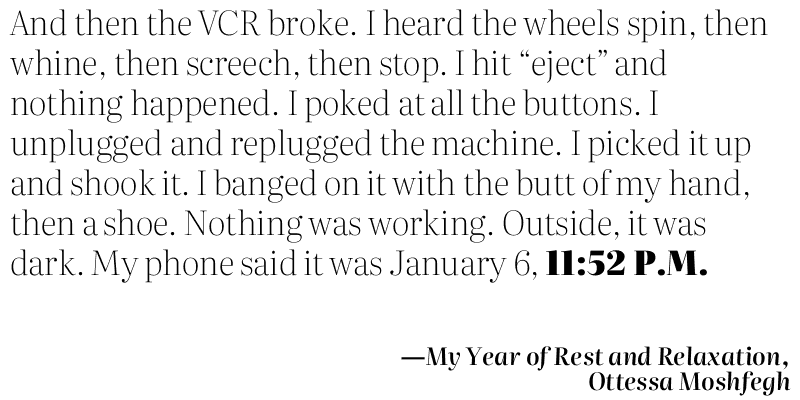 And then the VCR broke. I heard the wheels spin, then
whine, then screech, then stop. I hit “eject” and
nothing happened. I poked at all the buttons. I
unplugged and replugged the machine. I picked it up
and shook it. I banged on it with the butt of my hand,
then a shoe. Nothing was working. Outside, it was
dark. My phone said it was January 6, 11:52 P.M.
—My Year of Rest and Relaxation,
Ottessa Moshfegh